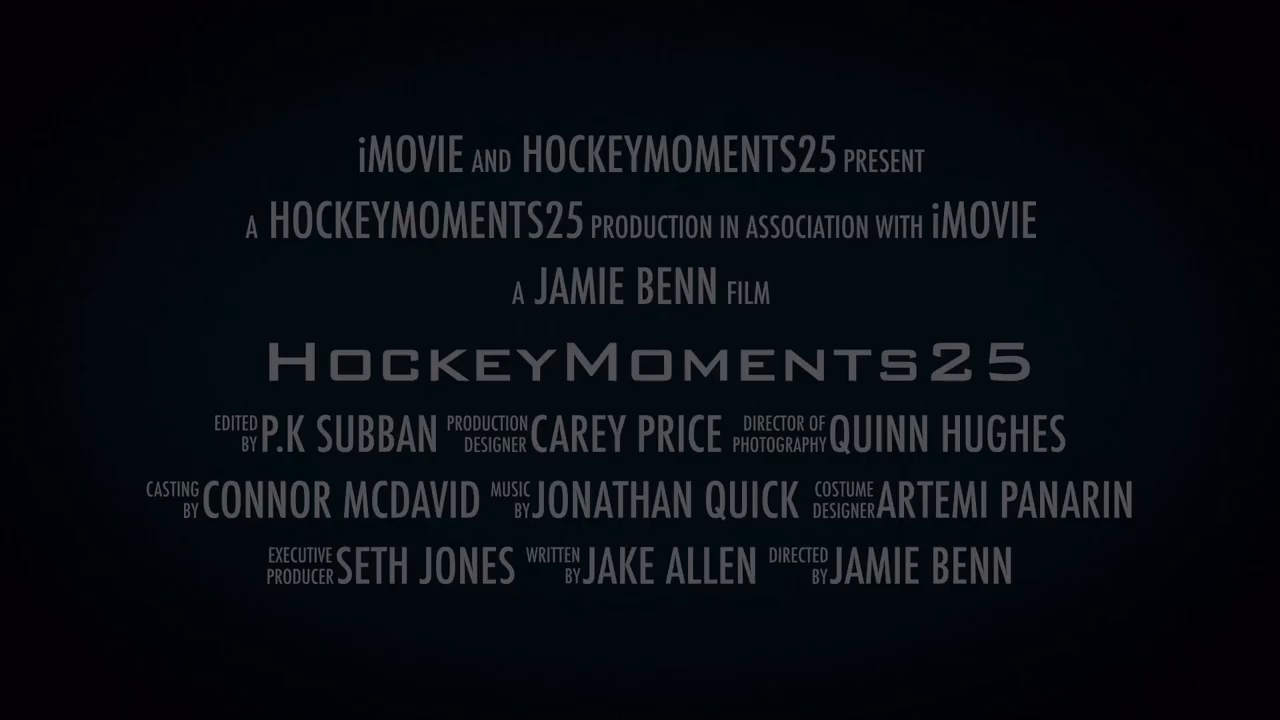 iMOVIE AND HOCKEYMOMENTS25 PRESENT
A HOCKEYMOMENTS25 PRODUCTION IN ASSOCIATION WITH iMOVIE
A JAMIE BENN FILM
HOCKEYMOMENTS25
EDITED BY P.K SUBBAN PRODUCTION DESIGNER CAREY PRICE DIRECTOR OF PHOTOGRAPHY QUINN HUGHES
CASTING BY CONNOR MCDAVID MUSIC BY JONATHAN QUICK COSTUME DESIGNER ARTEMI PANARIN
EXECUTIVE PRODUCER SETH JONES WRITTEN BY JAKE ALLEN DIRECTED BY JAMIE BENN